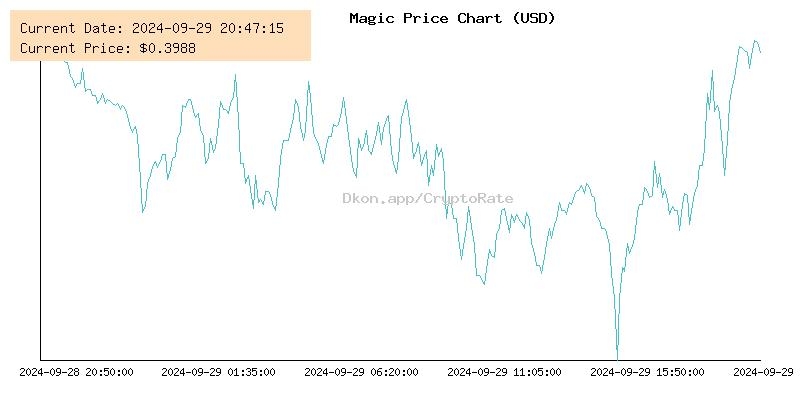 Magic Price Chart (USD)
Current Date: 2024-09-29 20:47:15
Current Price: $0.3988
Dkon.app/CryptoRate
2024-09-28 20:50:00 2024-09-29 01:35:00 2024-09-29 06:20:00 2024-09-29 11:05:00 2024-09-29 15:50:00 2024-09-29